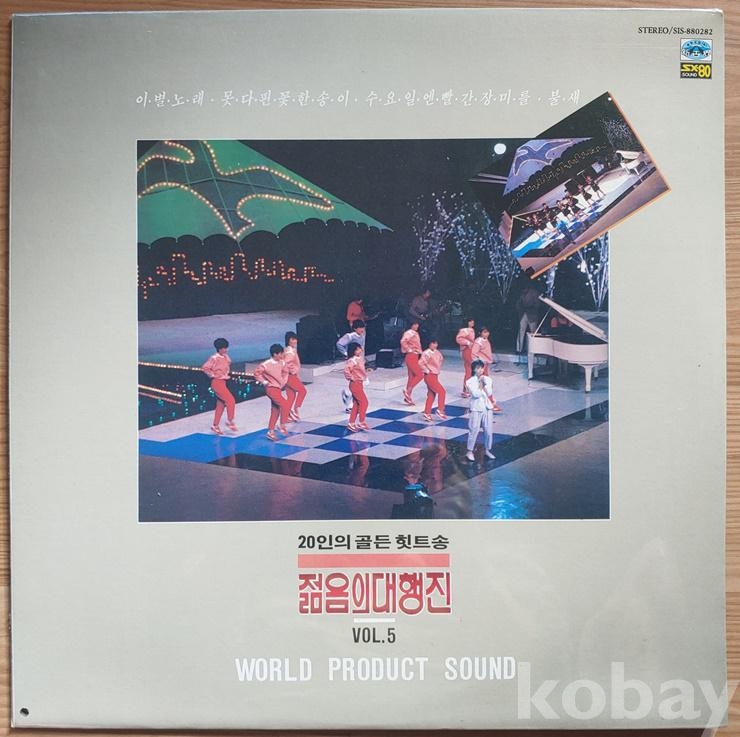 STEREO/SIS-880282
SX-80
SOUND
이·별·노·래·못·다·핀·꽃·한·송·이·수·요·일·엔·빨·간·장·미·를·불·새
20인의 골든 힛트송
젊음의대행진
VOL.5
WORLD PRODUCT SOUND
kobay